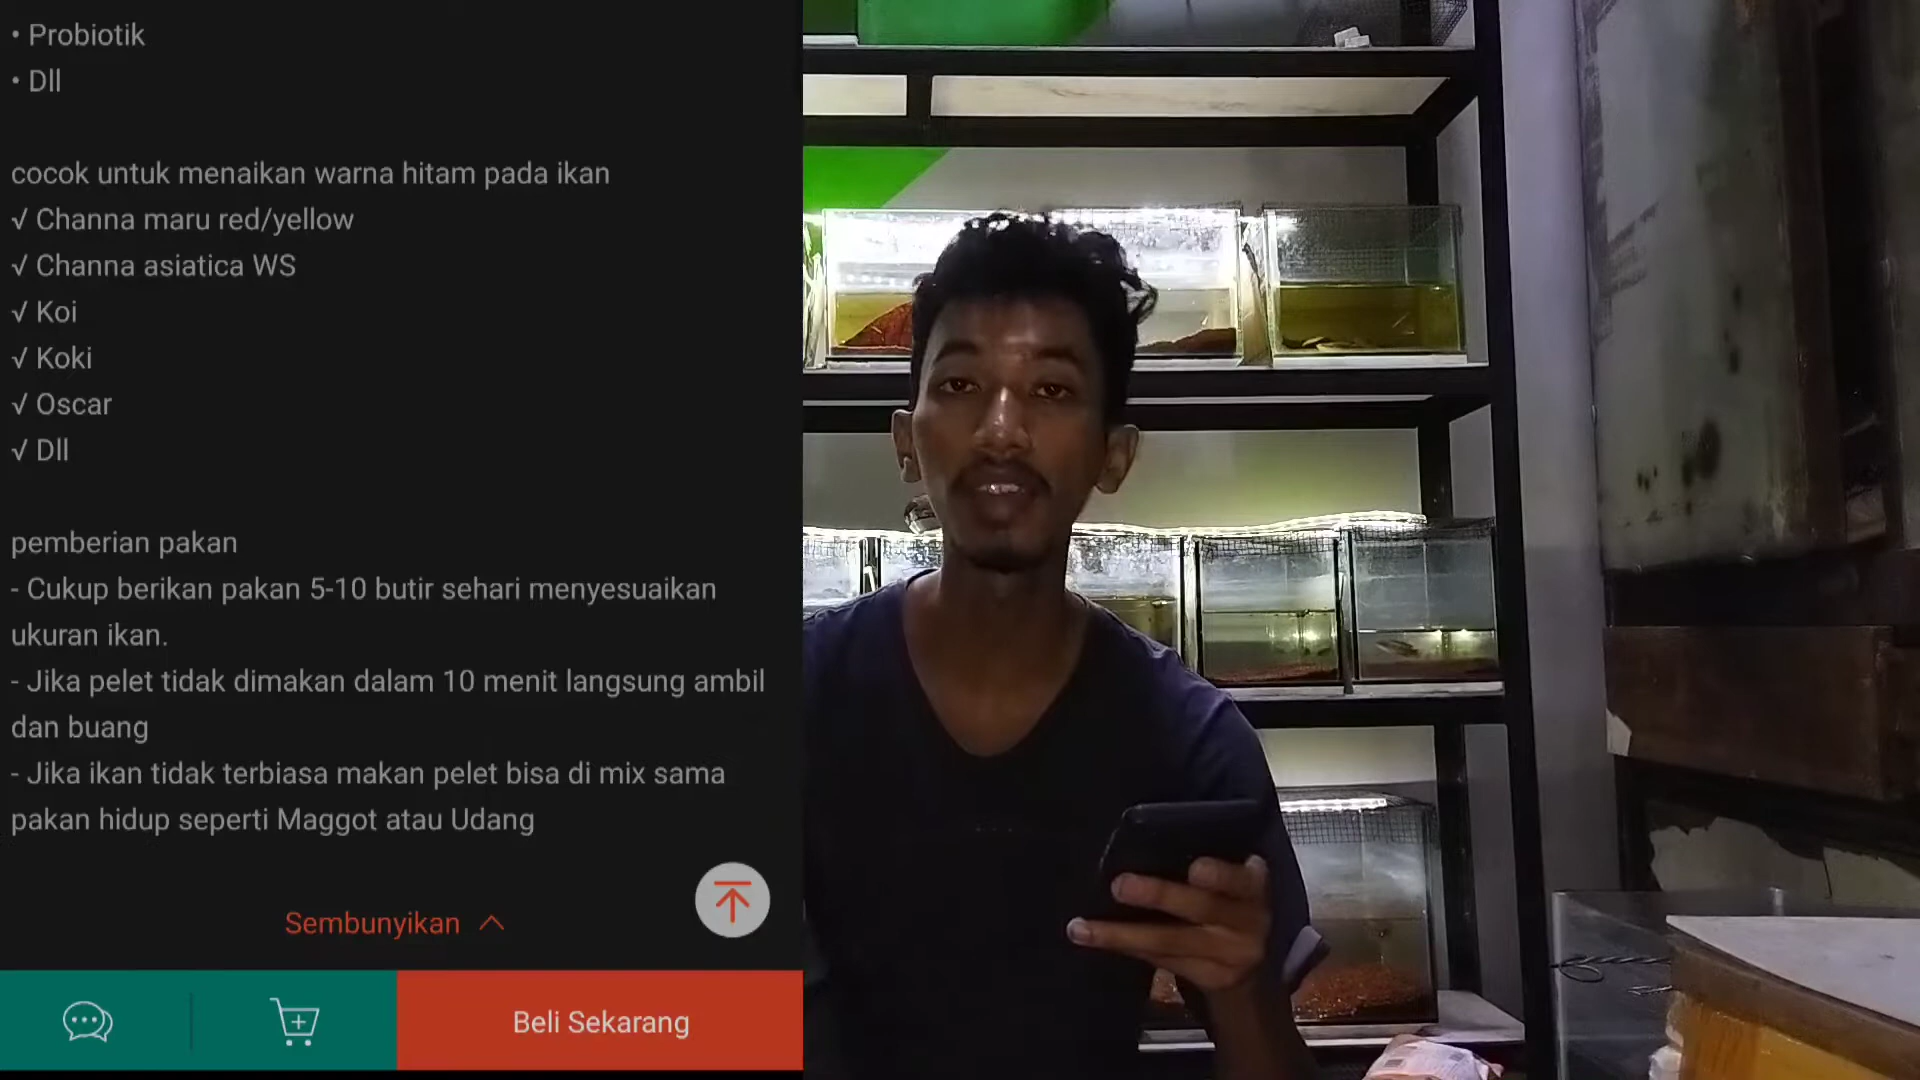 • Probiotik
• Dll
cocok untuk menaikan warna hitam pada ikan
√ Channa maru red/yellow
√ Channa asiatica WS
√ Koi
√ Koki
√ Oscar
√ Dll
pemberian pakan
- Cukup berikan pakan 5-10 butir sehari menyesuaikan
ukuran ikan.
- Jika pelet tidak dimakan dalam 10 menit langsung ambil
dan buang
- Jika ikan tidak terbiasa makan pelet bisa di mix sama
pakan hidup seperti Maggot atau Udang
Sembunyikan
Beli Sekarang